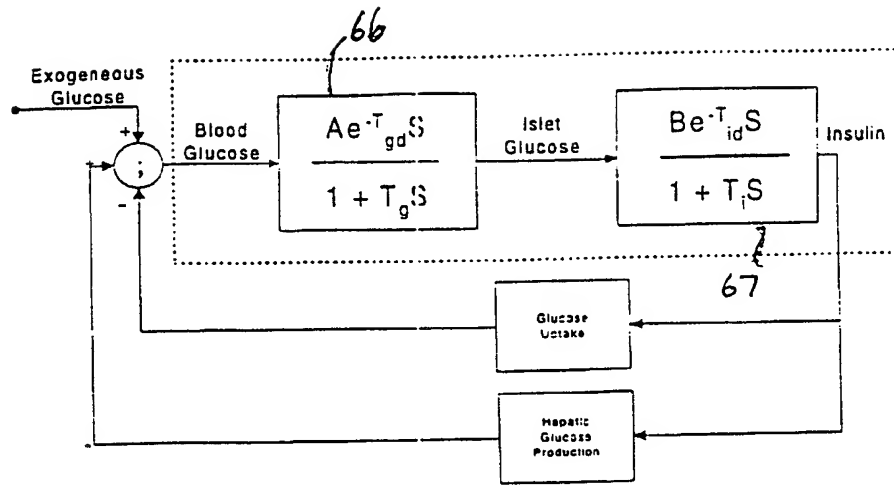 66
Exogeneous
Glucose
+
Blood
Glucose
;
-
Ae^-T_gd S
1 + T_g S
Islet
Glucose
Be^-T_id S
1 + T_i S
Insulin
67
Glucose
Uptake
Hepatic
Glucose
Production